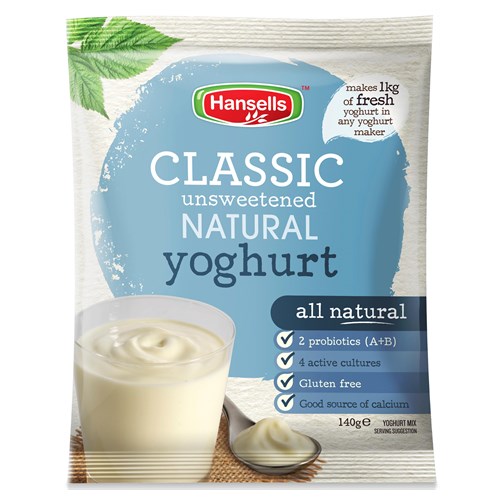 Hansells
TM
makes 1kg
of fresh
yoghurt in
any yoghurt
maker
CLASSIC
unsweetened
NATURAL
yoghurt
all natural
2 probiotics (A+B)
4 active cultures
Gluten free
Good source of calcium
140g℮ YOGHURT MIX
SERVING SUGGESTION